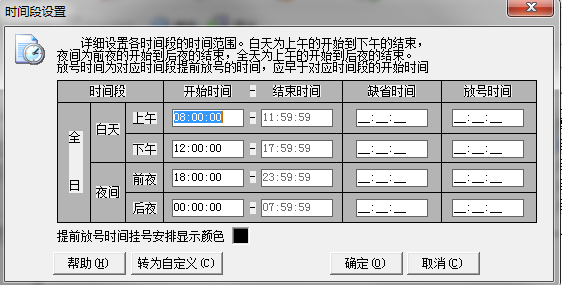 时间段设置
详细设置各时间段的时间范围。白天为上午的开始到下午的结束，
夜间为前夜的开始到后夜的结束，全天为上午的开始到后夜的结束。
放号时间为对应时间段提前放号的时间，应早于对应时间段的开始时间
时间段 开始时间 - 结束时间 缺省时间 放号时间
全日 白天 上午 08:00:00 - 11:59:59 __:__:__ __:__:__
下午 12:00:00 - 17:59:59 __:__:__ __:__:__
夜间 前夜 18:00:00 - 23:59:59 __:__:__ __:__:__
后夜 00:00:00 - 07:59:59 __:__:__ __:__:__
提前放号时间挂号安排显示颜色
帮助(H) 转为自定义(C) 确定(O) 取消(C)